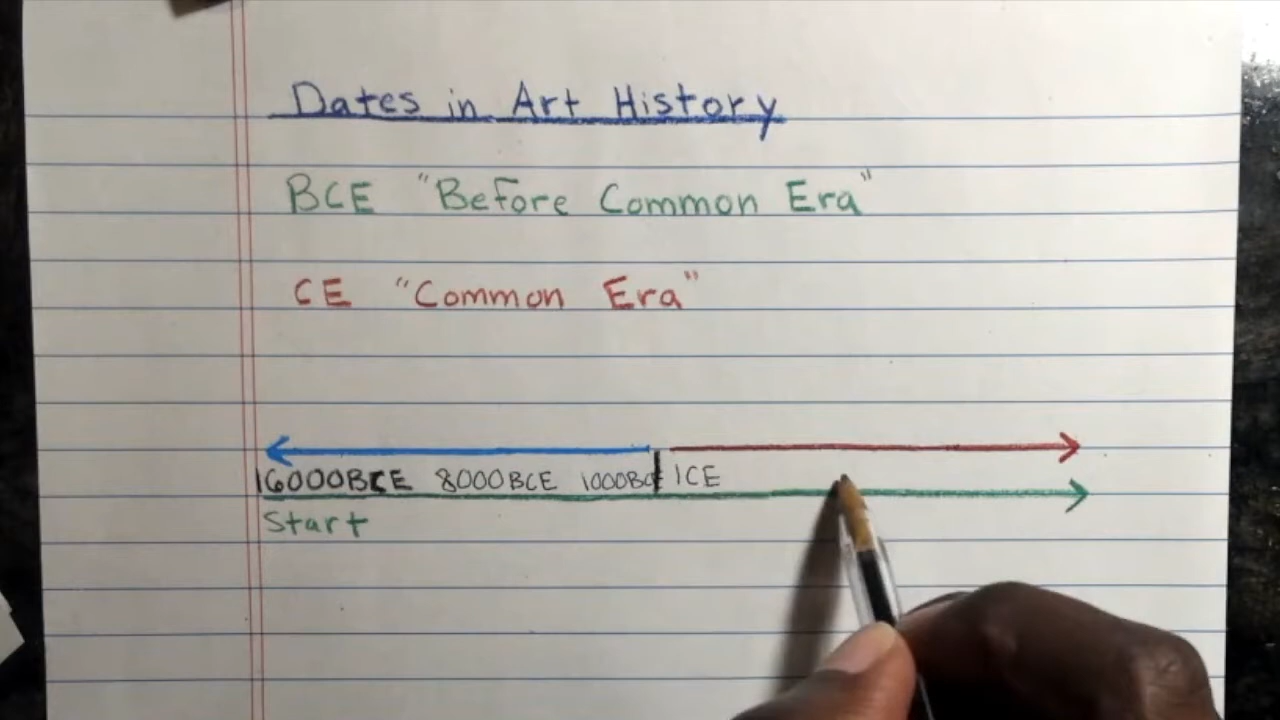 Dates in Art History
BCE "Before Common Era"
CE "Common Era"
16000BCE 8000BCE 1000BCE 1CE
Start